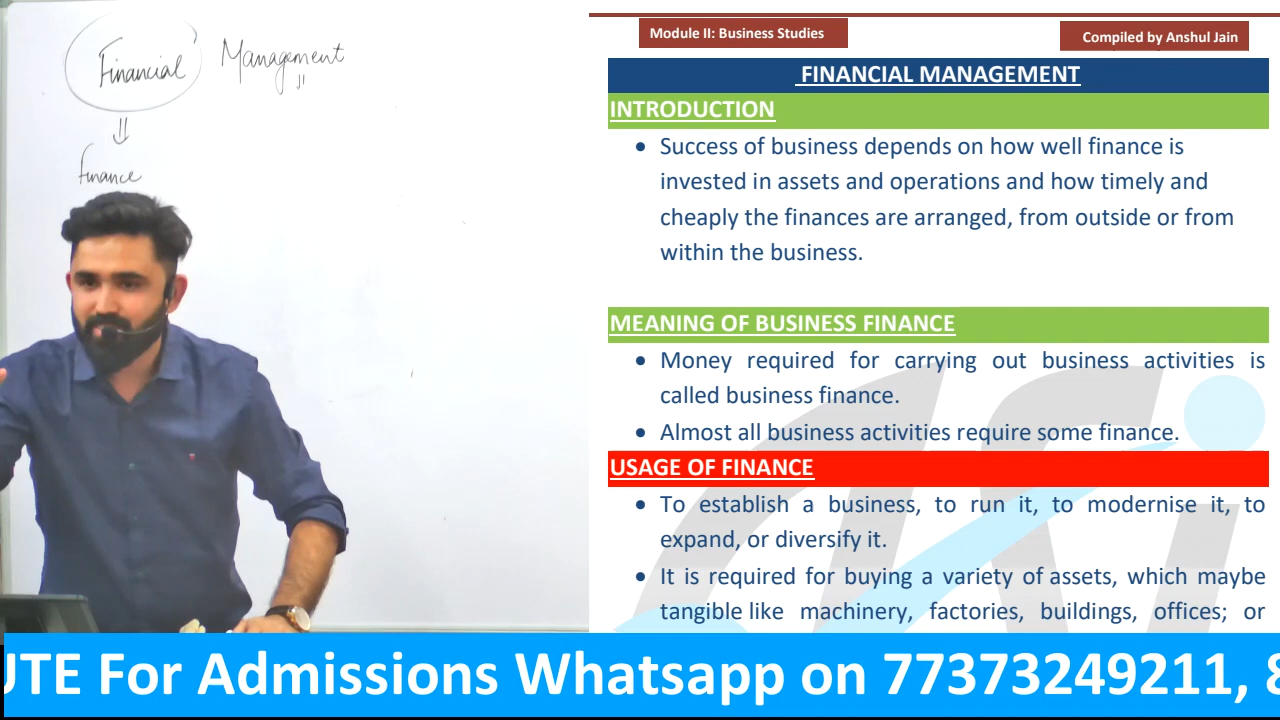 Financial Management
Finance
Module II: Business Studies
Compiled by Anshul Jain
FINANCIAL MANAGEMENT
INTRODUCTION
• Success of business depends on how well finance is
invested in assets and operations and how timely and
cheaply the finances are arranged, from outside or from
within the business.
MEANING OF BUSINESS FINANCE
• Money required for carrying out business activities is
called business finance.
• Almost all business activities require some finance.
USAGE OF FINANCE
• To establish a business, to run it, to modernise it, to
expand, or diversify it.
• It is required for buying a variety of assets, which maybe
tangible like machinery, factories, buildings, offices; or
UTE For Admissions Whatsapp on 77373249211, 8